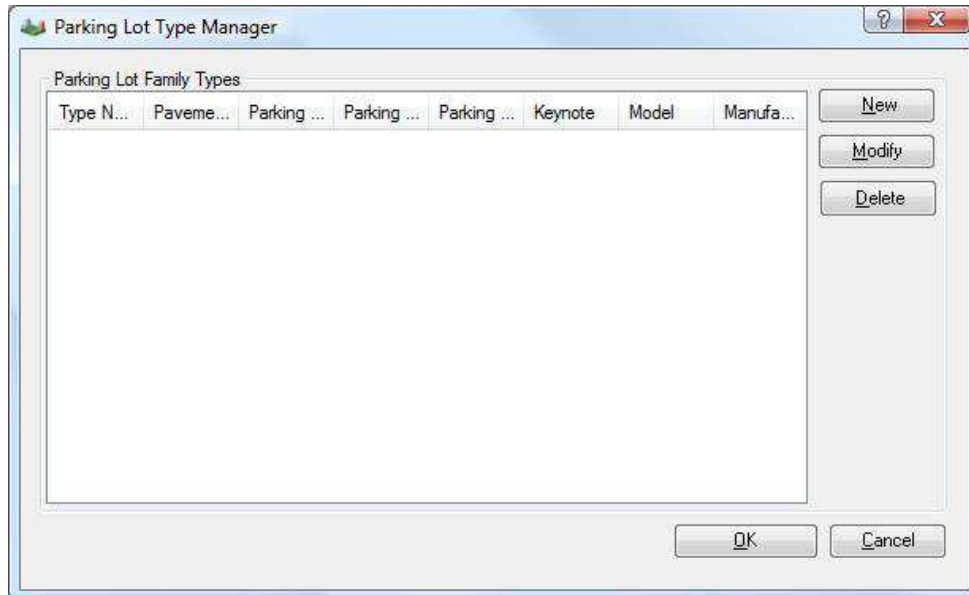 Parking Lot Type Manager
Parking Lot Family Types
Type N... Paveme... Parking ... Parking ... Parking ... Keynote Model Manufa...
New
Modify
Delete
OK Cancel